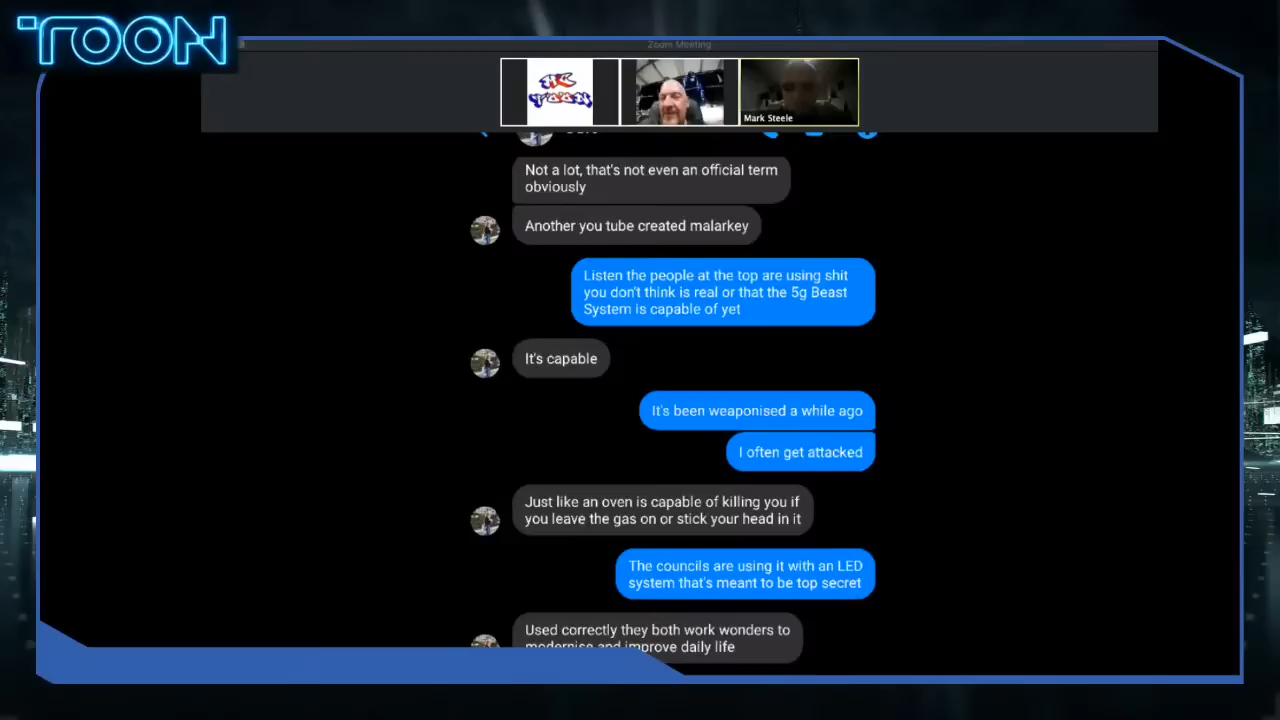 TOON
Zoom Meeting
MC
TOON
Mark Steele
Not a lot, that's not even an official term
obviously
Another you tube created malarkey
Listen the people at the top are using shit
you don't think is real or that the 5g Beast
System is capable of yet
It's capable
It's been weaponised a while ago
I often get attacked
Just like an oven is capable of killing you if
you leave the gas on or stick your head in it
The councils are using it with an LED
system that's meant to be top secret
Used correctly they both work wonders to
modernise and improve daily life